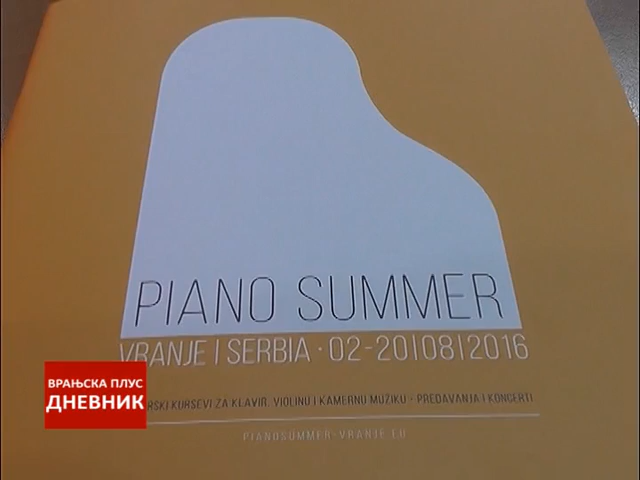 PIANO SUMMER
VRANJE | SERBIA · 02-20|08|2016
ВРАЊСКА ПЛУС
ДНЕВНИК
KURSEVI ZA KLAVIR, VIOLINU I KAMERNU MUZIKU - PREDAVANJA I KONCERTI
PIANOSUMMER-VRANJE.EU